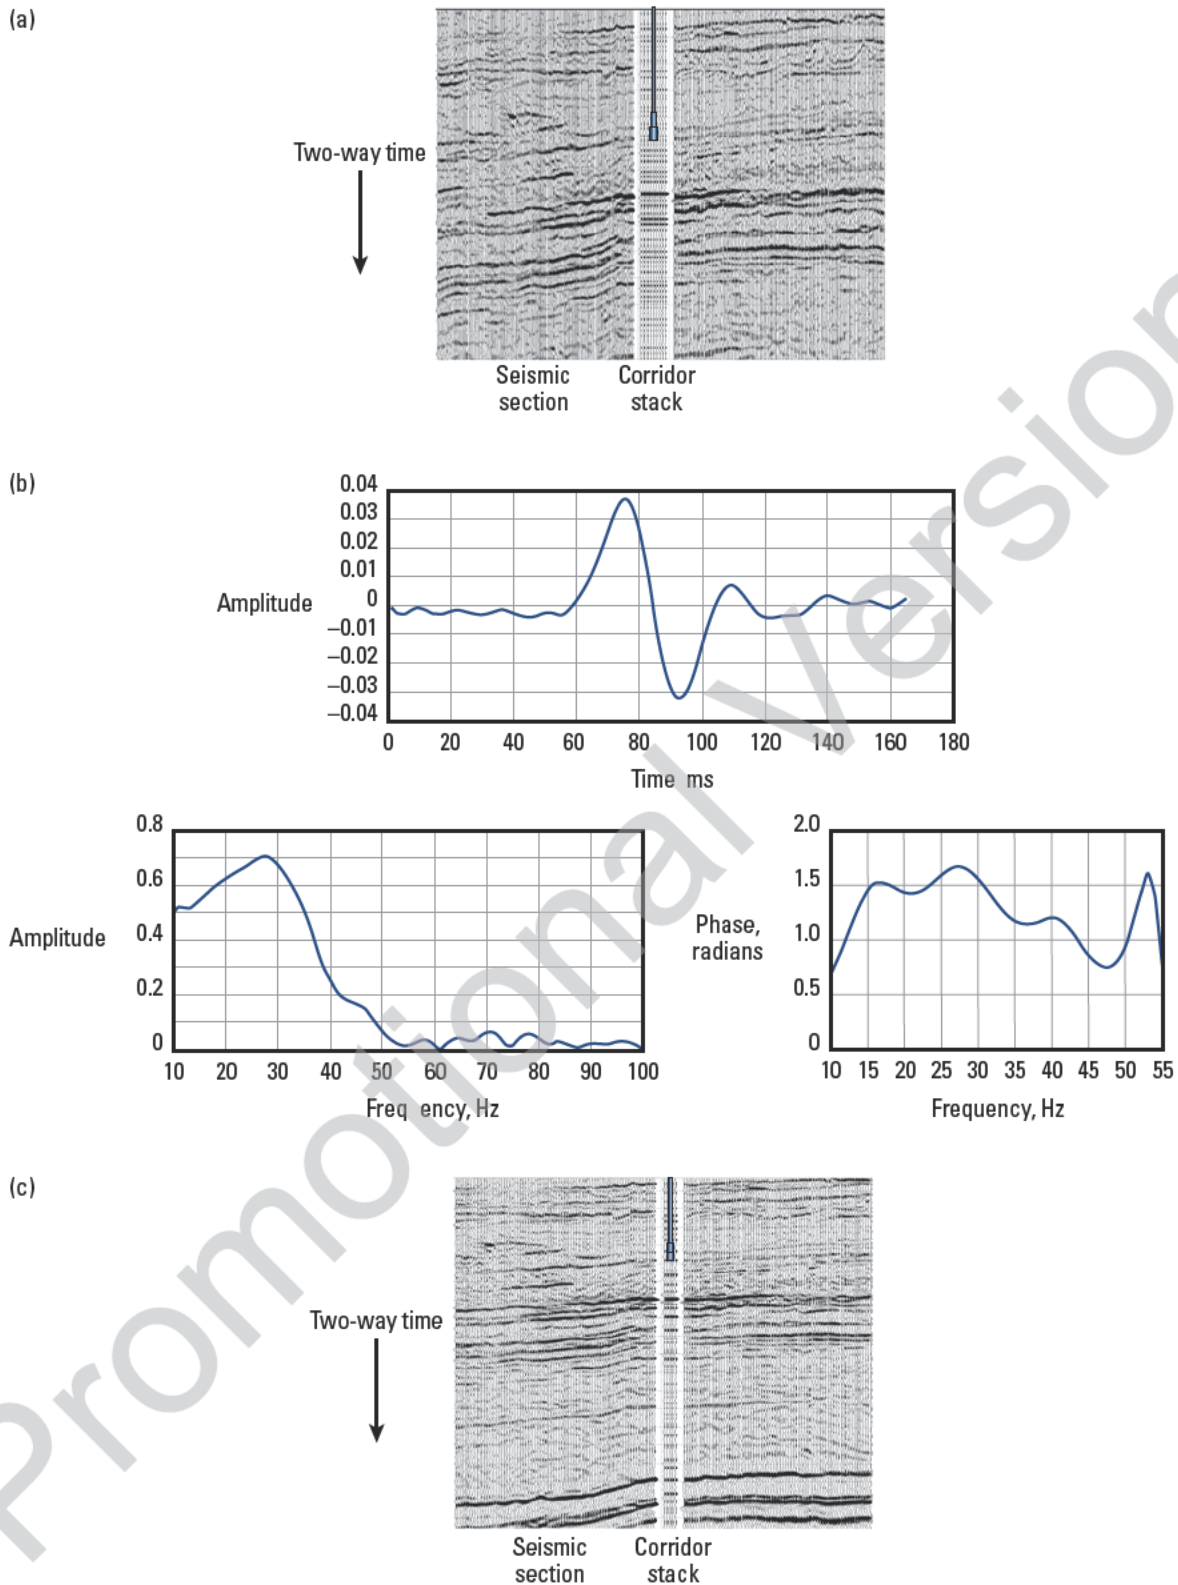 (a)
Two-way time
Seismic
section
Corridor
stack
(b)
0.04
0.03
0.02
0.01
0
–0.01
–0.02
–0.03
–0.04
Amplitude
0 20 40 60 80 100 120 140 160 180
Time ms
0.8
0.6
0.4
0.2
0
Amplitude
10 20 30 40 50 60 70 80 90 100
Freq ency, Hz
2.0
1.5
1.0
0.5
0
Phase,
radians
10 15 20 25 30 35 40 45 50 55
Frequency, Hz
(c)
Two-way time
Seismic
section
Corridor
stack
Promotional Version